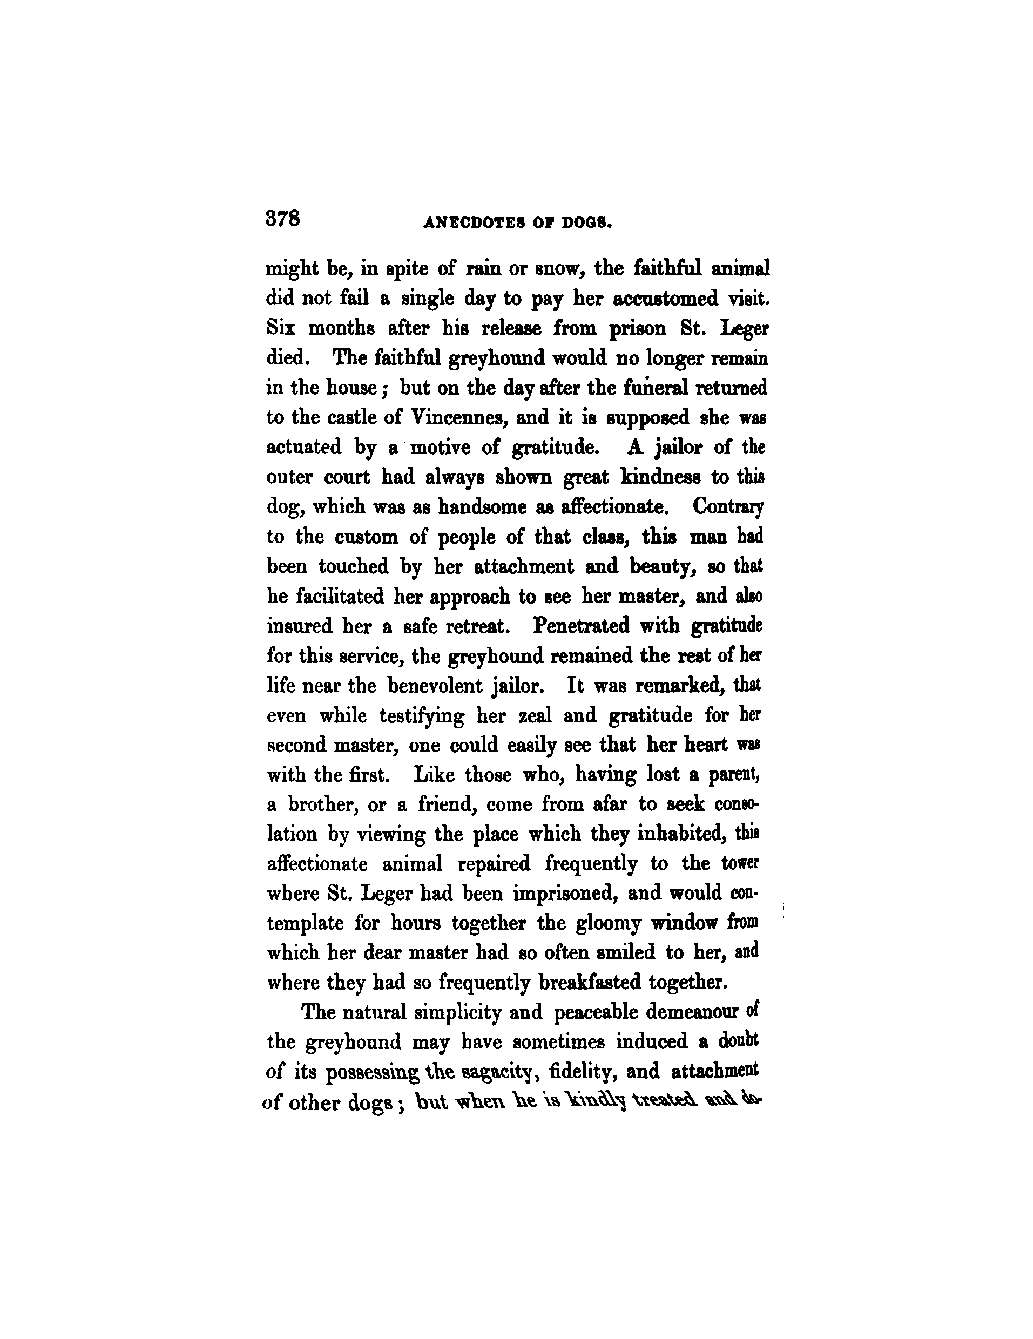 378 ANECDOTES OF DOGS.
might be, in spite of rain or snow, the faithful animal
did not fail a single day to pay her accustomed visit.
Six months after his release from prison St. Leger
died. The faithful greyhound would no longer remain
in the house; but on the day after the funeral returned
to the castle of Vincennes, and it is supposed she was
actuated by a motive of gratitude. A jailor of the
outer court had always shown great kindness to this
dog, which was as handsome as affectionate. Contrary
to the custom of people of that class, this man had
been touched by her attachment and beauty, so that
he facilitated her approach to see her master, and also
insured her a safe retreat. Penetrated with gratitude
for this service, the greyhound remained the rest of her
life near the benevolent jailor. It was remarked, that
even while testifying her zeal and gratitude for her
second master, one could easily see that her heart was
with the first. Like those who, having lost a parent,
a brother, or a friend, come from afar to seek conso-
lation by viewing the place which they inhabited, this
affectionate animal repaired frequently to the tower
where St. Leger had been imprisoned, and would con-
template for hours together the gloomy window from
which her dear master had so often smiled to her, and
where they had so frequently breakfasted together.
The natural simplicity and peaceable demeanour of
the greyhound may have sometimes induced a doubt
of its possessing the sagacity, fidelity, and attachment
of other dogs; but when he is kindly treated and do-